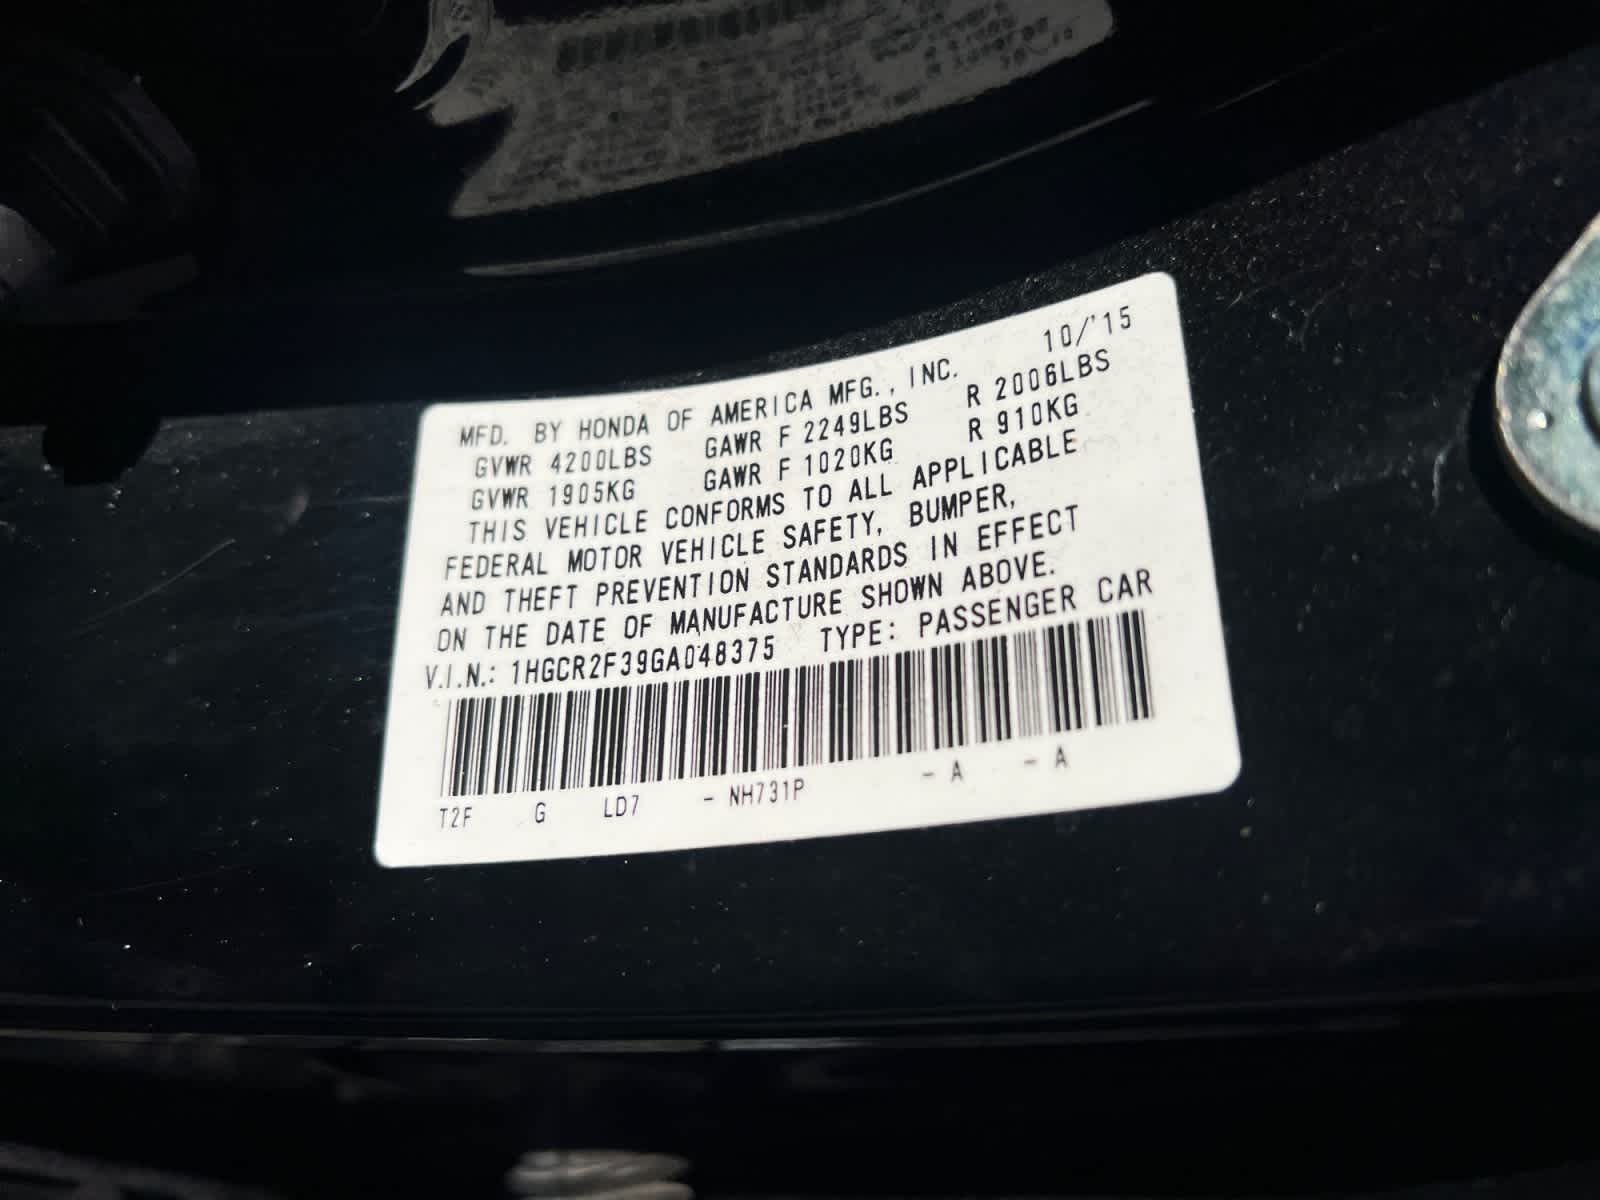 MFD. BY HONDA OF AMERICA MFG., INC. 10/'15
GVWR 4200LBS GAWR F 2249LBS R 2006LBS
GVWR 1905KG GAWR F 1020KG R 910KG
THIS VEHICLE CONFORMS TO ALL APPLICABLE
FEDERAL MOTOR VEHICLE SAFETY, BUMPER,
AND THEFT PREVENTION STANDARDS IN EFFECT
ON THE DATE OF MANUFACTURE SHOWN ABOVE.
V.I.N.: 1HGCR2F39GA048375 TYPE: PASSENGER CAR
T2F G LD7 - NH731P - A - A